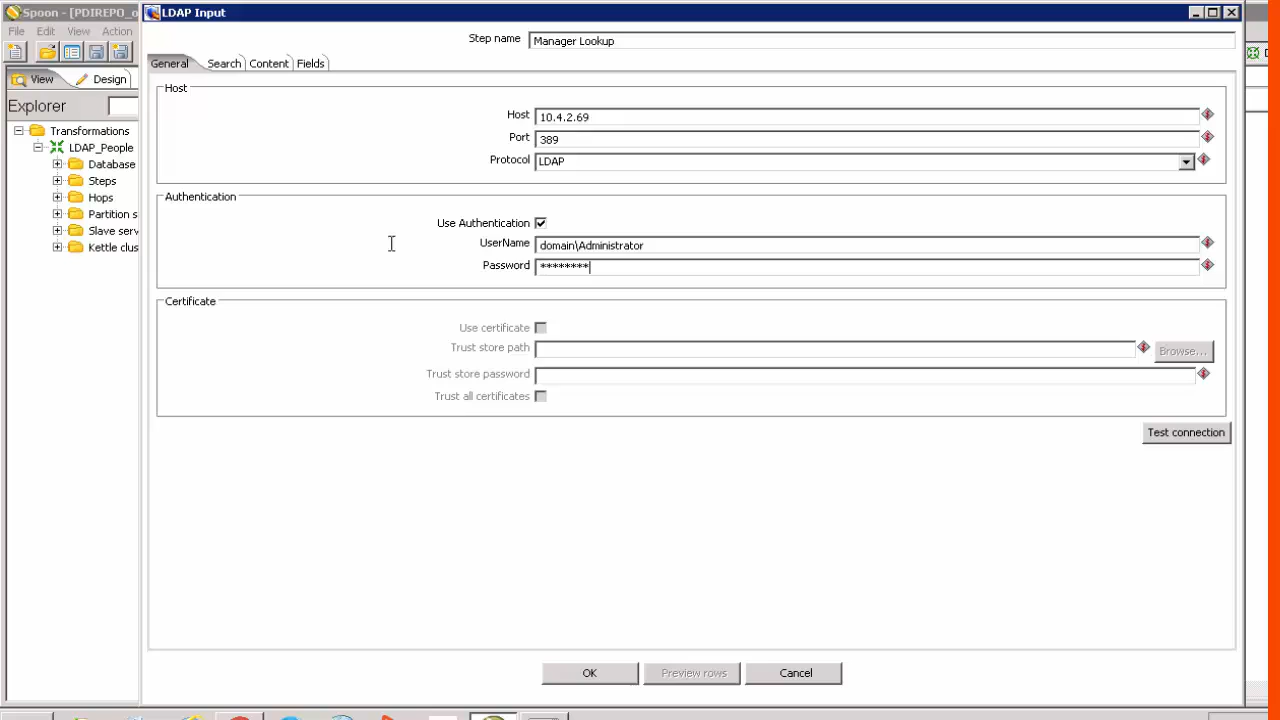 Spoon - [PDIREPO_o
LDAP Input
File Edit View Action
Step name Manager Lookup
General Search Content Fields
View Design
Host
Explorer
Host 10.4.2.69
Port 389
Transformations
LDAP_People
Protocol LDAP
Database
Steps
Hops
Authentication
Partition s
Use Authentication
Slave serv
UserName domain\Administrator
Kettle clus
Password ********
Certificate
Use certificate
Trust store path Browse...
Trust store password
Trust all certificates
Test connection
OK Preview rows Cancel